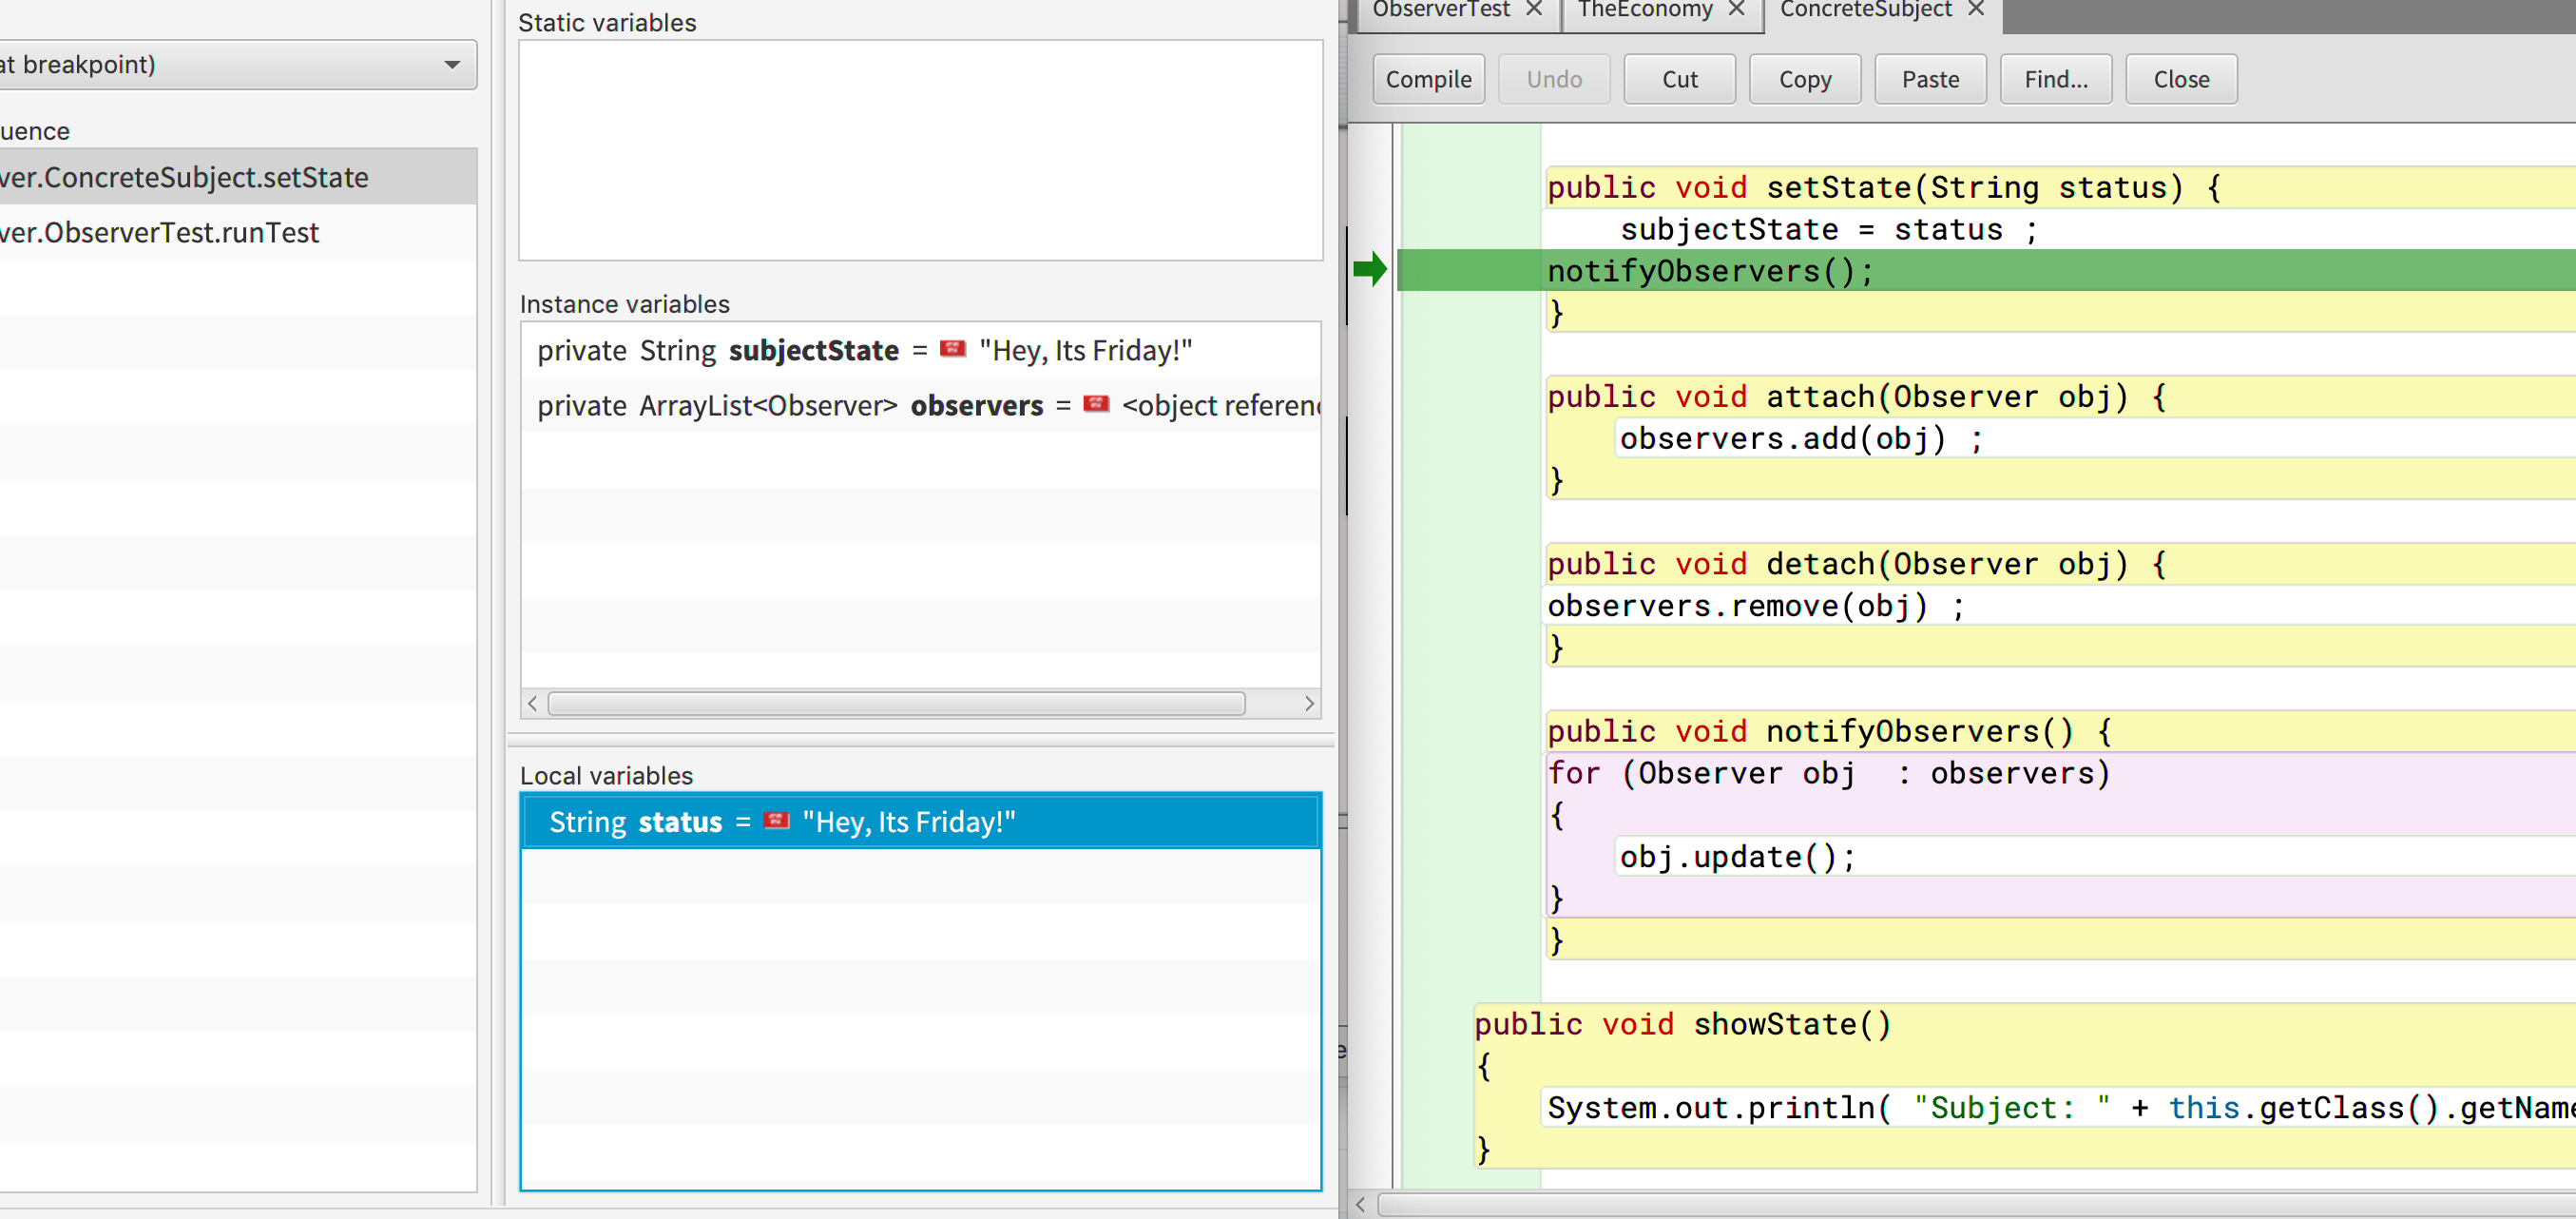 at breakpoint)
uence
ver.ConcreteSubject.setState
ver.ObserverTest.runTest
Static variables
Instance variables
private String subjectState = "Hey, Its Friday!"
private ArrayList<Observer> observers = <object referenc
Local variables
String status = "Hey, Its Friday!"
ObserverTest × TheEconomy × ConcreteSubject ×
Compile Undo Cut Copy Paste Find... Close
public void setState(String status) {
subjectState = status ;
notifyObservers();
}
public void attach(Observer obj) {
observers.add(obj) ;
}
public void detach(Observer obj) {
observers.remove(obj) ;
}
public void notifyObservers() {
for (Observer obj  : observers)
{
obj.update();
}
}
public void showState()
{
System.out.println( "Subject: " + this.getClass().getName
}